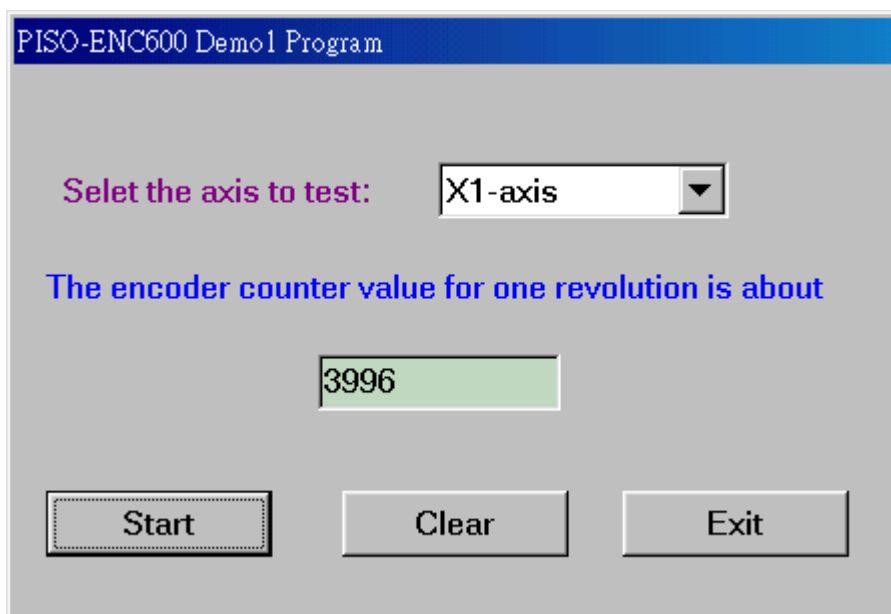 PISO-ENC600 Demo1 Program
Selet the axis to test: X1-axis
The encoder counter value for one revolution is about
3996
Start Clear Exit